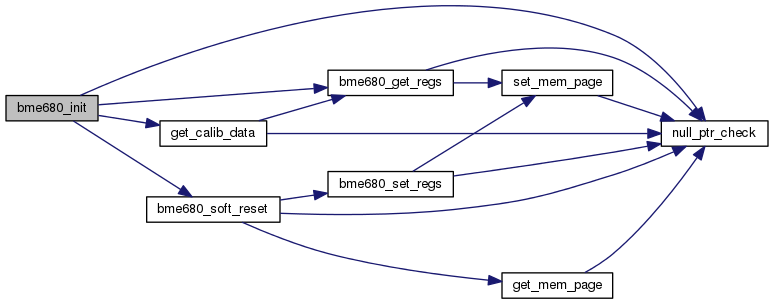 bme680_init
bme680_get_regs
set_mem_page
get_calib_data
null_ptr_check
bme680_set_regs
bme680_soft_reset
get_mem_page